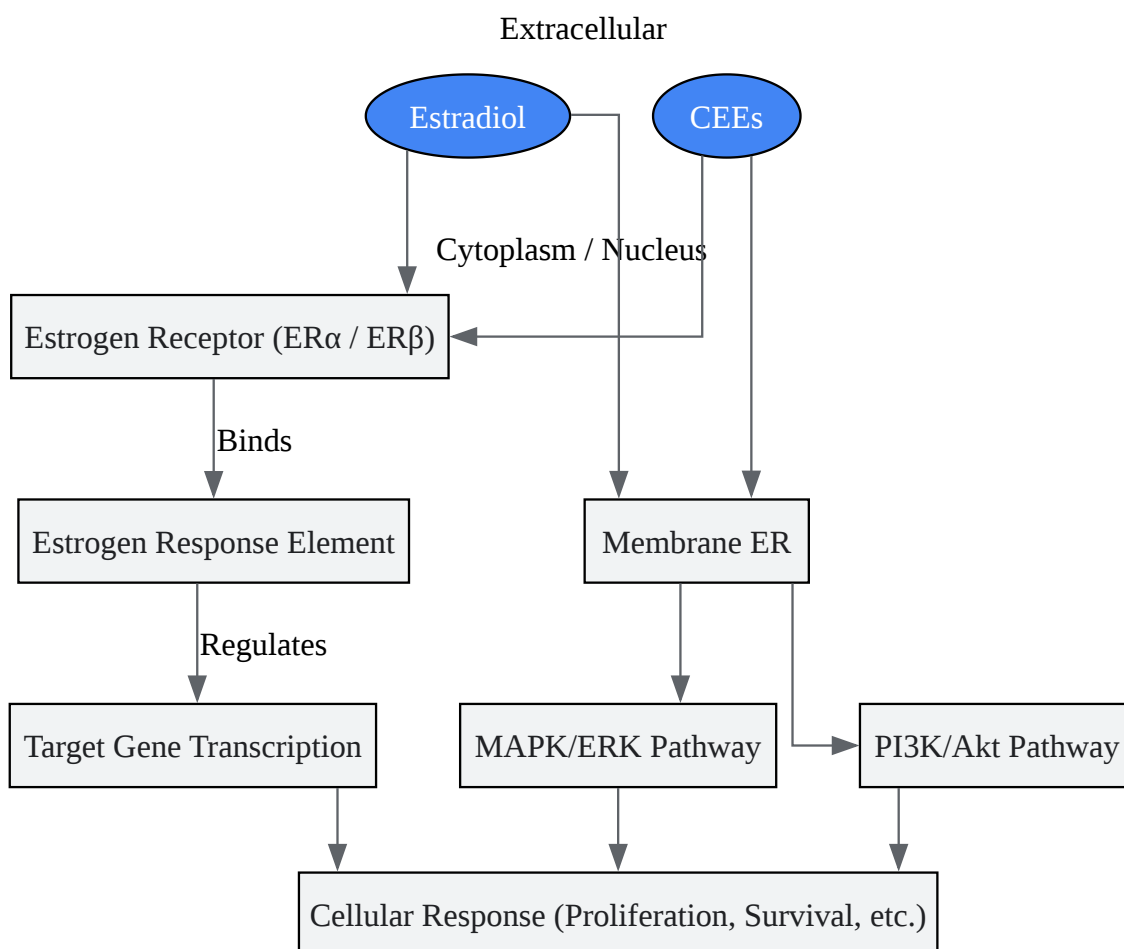 Extracellular
Estradiol
CEEs
Cytoplasm / Nucleus
Estrogen Receptor (ERα / ERβ)
Binds
Estrogen Response Element
Membrane ER
Regulates
Target Gene Transcription
MAPK/ERK Pathway
PI3K/Akt Pathway
Cellular Response (Proliferation, Survival, etc.)